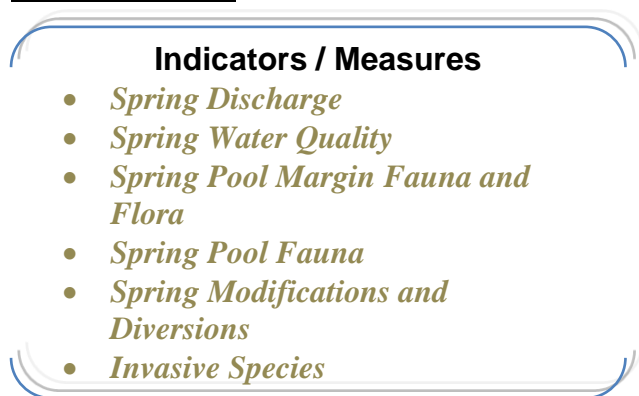 Indicators / Measures
• Spring Discharge
• Spring Water Quality
• Spring Pool Margin Fauna and
Flora
• Spring Pool Fauna
• Spring Modifications and
Diversions
• Invasive Species